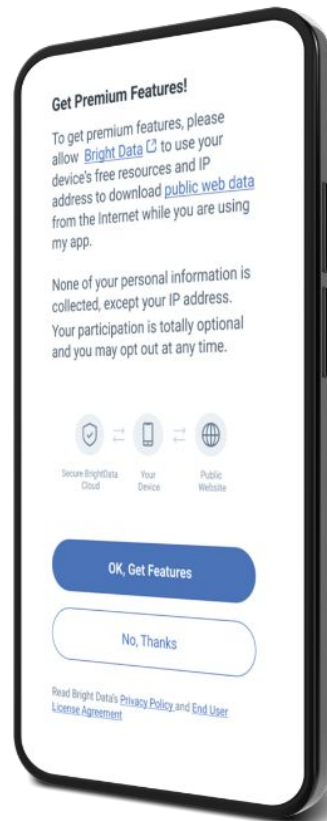 Get Premium Features!
To get premium features, please
allow Bright Data to use your
device's free resources and IP
address to download public web data
from the Internet while you are using
my app.
None of your personal information is
collected, except your IP address.
Your participation is totally optional
and you may opt out at any time.
Secure BrightData
Cloud
Your
Device
Public
Website
OK, Get Features
No, Thanks
Read Bright Data's Privacy Policy and End User
License Agreement